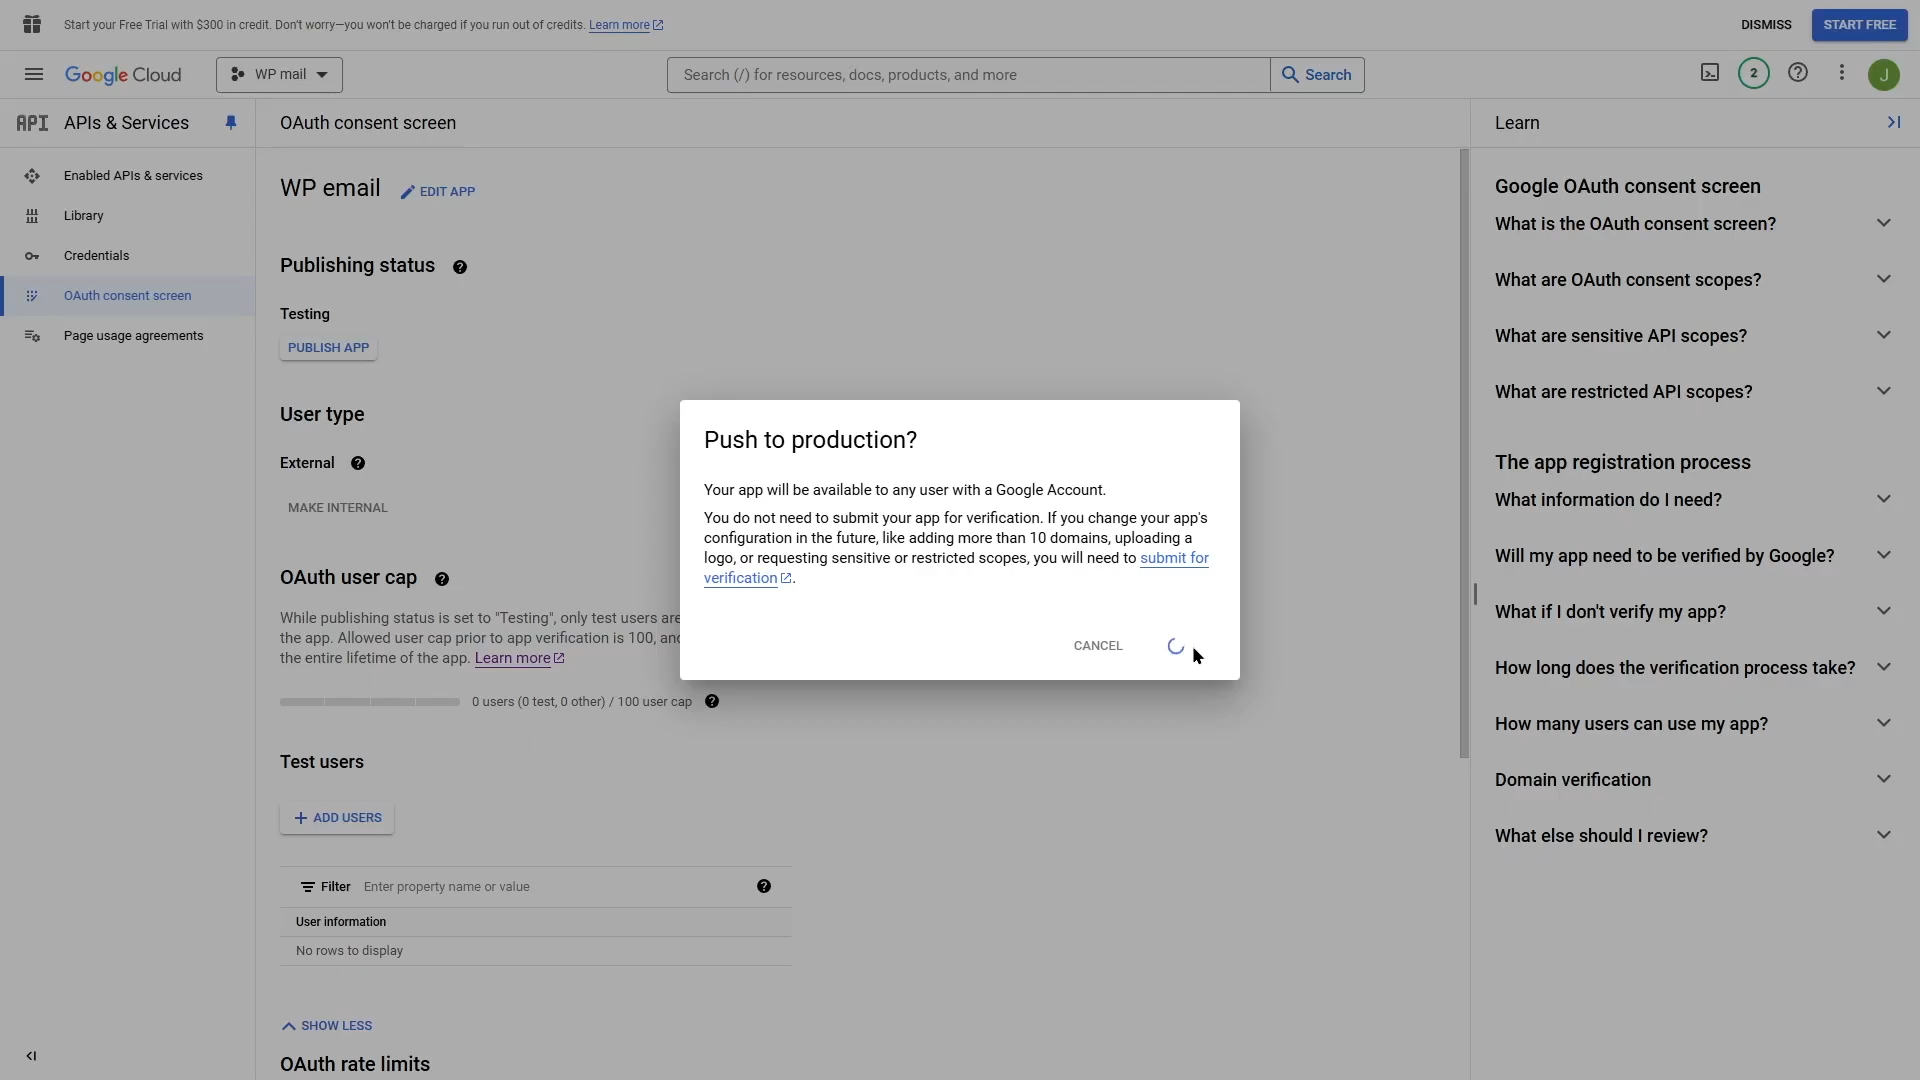 Start your Free Trial with $300 in credit. Don't worry—you won't be charged if you run out of credits. Learn more
DISMISS
START FREE
Google Cloud
WP mail
Search (/) for resources, docs, products, and more
Search
2
J
API
APIs & Services
OAuth consent screen
Learn
Enabled APIs & services
Library
Credentials
OAuth consent screen
Page usage agreements
WP email
EDIT APP
Publishing status
Testing
PUBLISH APP
User type
External
MAKE INTERNAL
OAuth user cap
While publishing status is set to "Testing", only test users are
the app. Allowed user cap prior to app verification is 100, and
the entire lifetime of the app. Learn more
0 users (0 test, 0 other) / 100 user cap
Test users
+ ADD USERS
Filter
Enter property name or value
User information
No rows to display
SHOW LESS
OAuth rate limits
Push to production?
Your app will be available to any user with a Google Account.
You do not need to submit your app for verification. If you change your app's
configuration in the future, like adding more than 10 domains, uploading a
logo, or requesting sensitive or restricted scopes, you will need to submit for
verification.
CANCEL
Google OAuth consent screen
What is the OAuth consent screen?
What are OAuth consent scopes?
What are sensitive API scopes?
What are restricted API scopes?
The app registration process
What information do I need?
Will my app need to be verified by Google?
What if I don't verify my app?
How long does the verification process take?
How many users can use my app?
Domain verification
What else should I review?